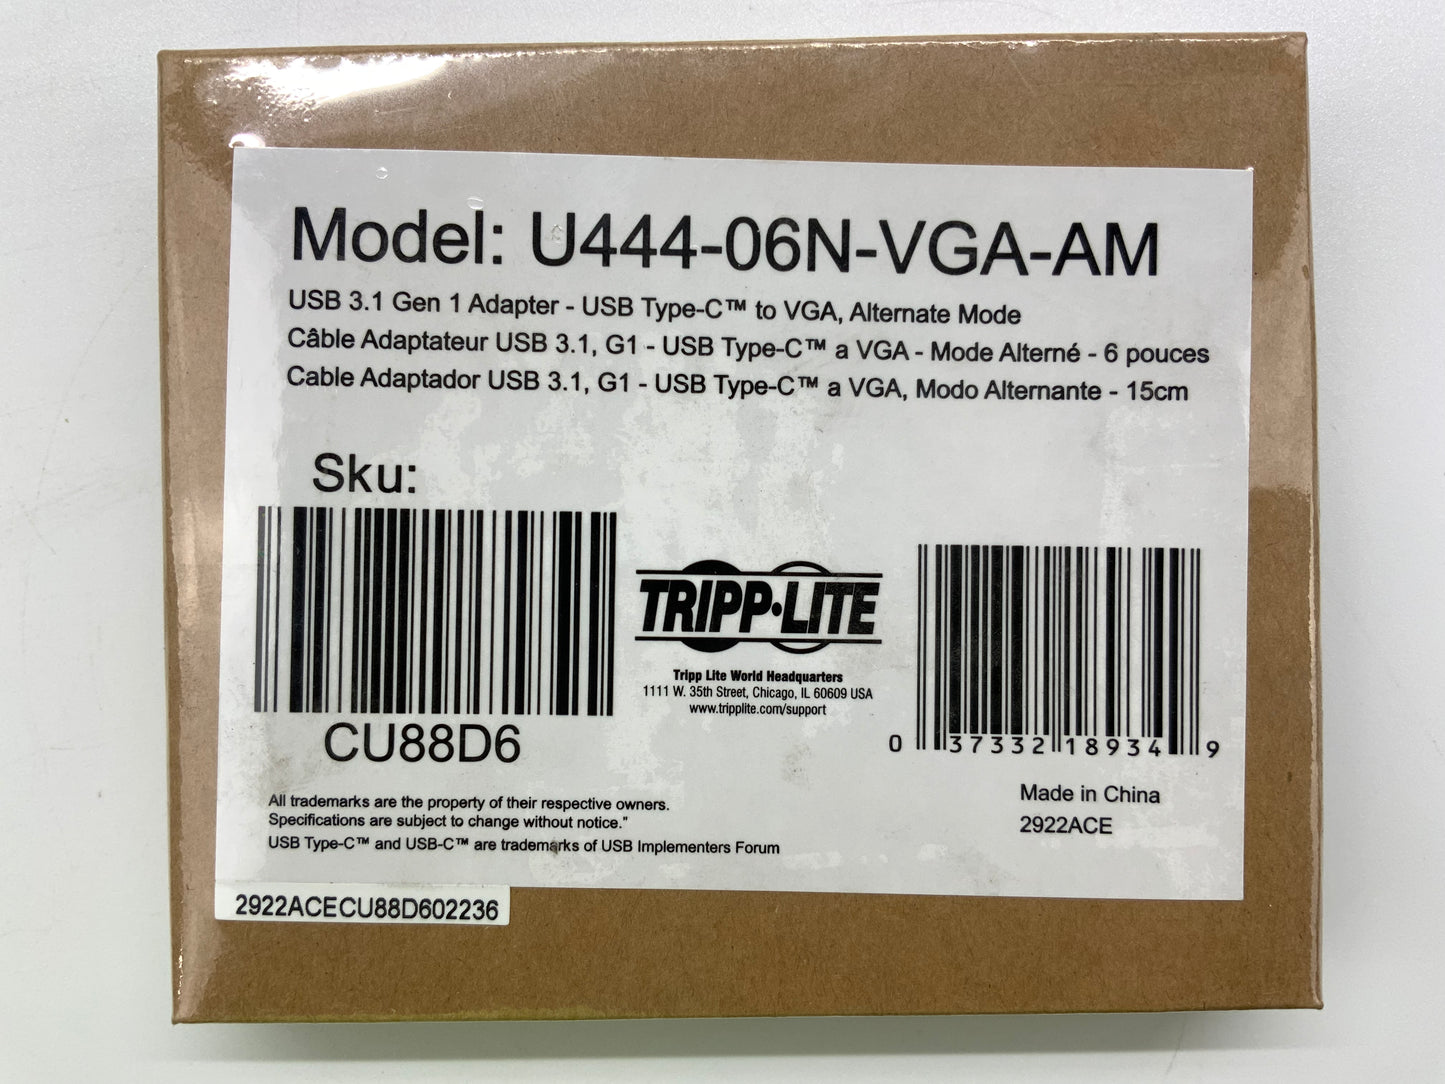 Model: U444-06N-VGA-AM
USB 3.1 Gen 1 Adapter - USB Type-C™ to VGA, Alternate Mode
Câble Adaptateur USB 3.1, G1 - USB Type-C™ a VGA - Mode Alterné - 6 pouces
Cable Adaptador USB 3.1, G1 - USB Type-C™ a VGA, Modo Alternante - 15cm
Sku:
CU88D6
TRIPP·LITE
Tripp Lite World Headquarters
1111 W. 35th Street, Chicago, IL 60609 USA
www.tripplite.com/support
0 37332 18934 9
Made in China
2922ACE
All trademarks are the property of their respective owners.
Specifications are subject to change without notice."
USB Type-C™ and USB-C™ are trademarks of USB Implementers Forum
2922ACECU88D602236